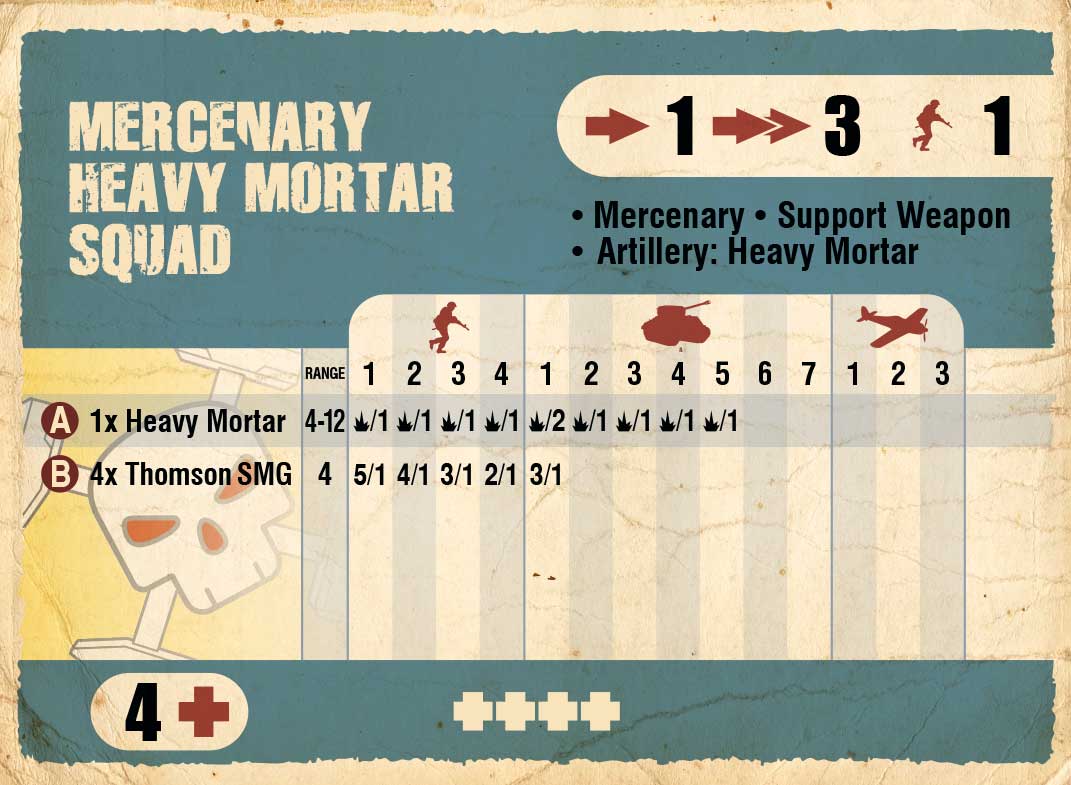 MERCENARY
HEAVY MORTAR
SQUAD
1 3 1
• Mercenary • Support Weapon
• Artillery: Heavy Mortar
RANGE 1 2 3 4 1 2 3 4 5 6 7 1 2 3
A 1x Heavy Mortar 4-12 /1 /1 /1 /1 /2 /1 /1 /1 /1
B 4x Thomson SMG 4 5/1 4/1 3/1 2/1 3/1
4